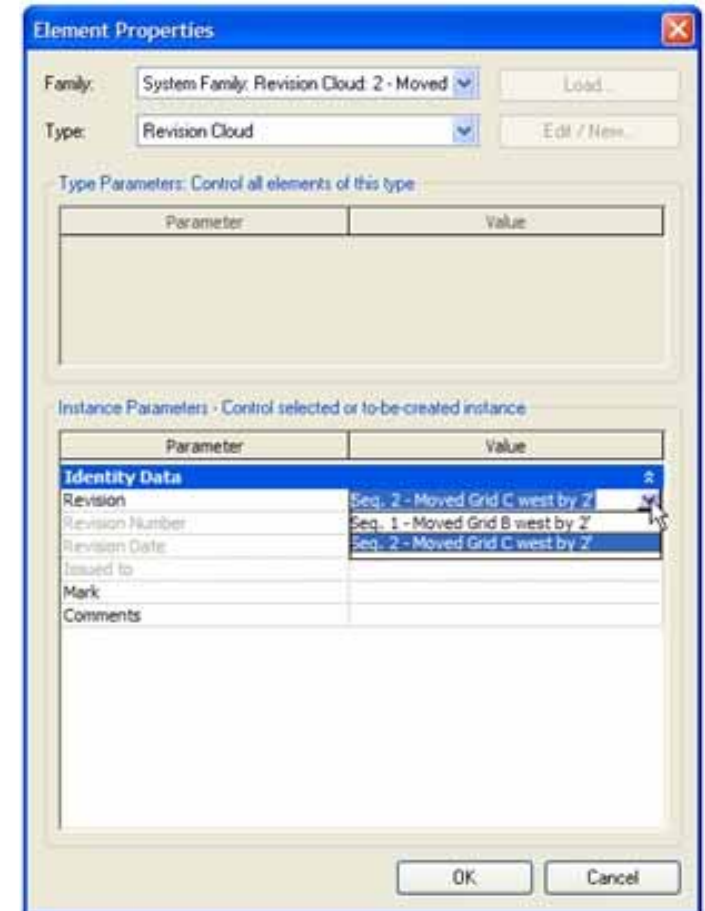 Element Properties
Family: System Family: Revision Cloud: 2 - Moved Load...
Type: Revision Cloud Edit / New...
Type Parameters: Control all elements of this type
Parameter Value
Instance Parameters - Control selected or to-be-created instance
Parameter Value
Identity Data
Revision Seq. 2 - Moved Grid C west by 2'
Revision Number Seq. 1 - Moved Grid B west by 2'
Revision Date Seq. 2 - Moved Grid C west by 2'
Issued to
Mark
Comments
OK Cancel